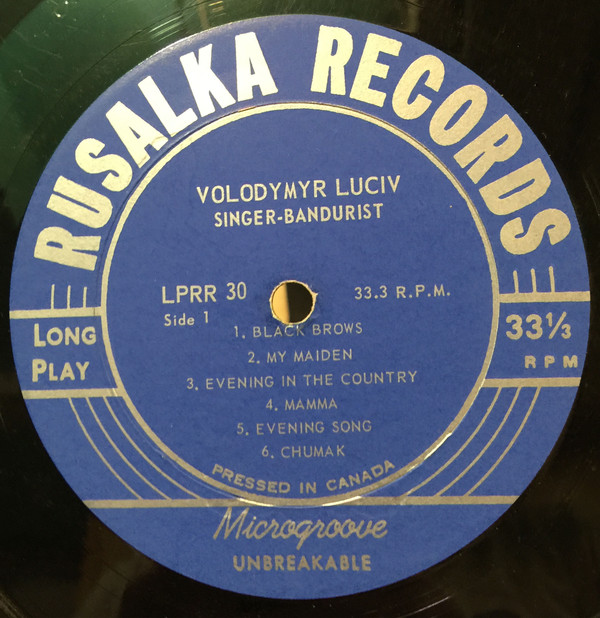 RUSALKA RECORDS
VOLODYMYR LUCIV
SINGER-BANDURIST
LPRR 30
33.3 R.P.M.
Side 1
1. BLACK BROWS
2. MY MAIDEN
3. EVENING IN THE COUNTRY
4. MAMMA
5. EVENING SONG
6. CHUMAK
LONG
PLAY
33⅓
RPM
PRESSED IN CANADA
Microgroove
UNBREAKABLE